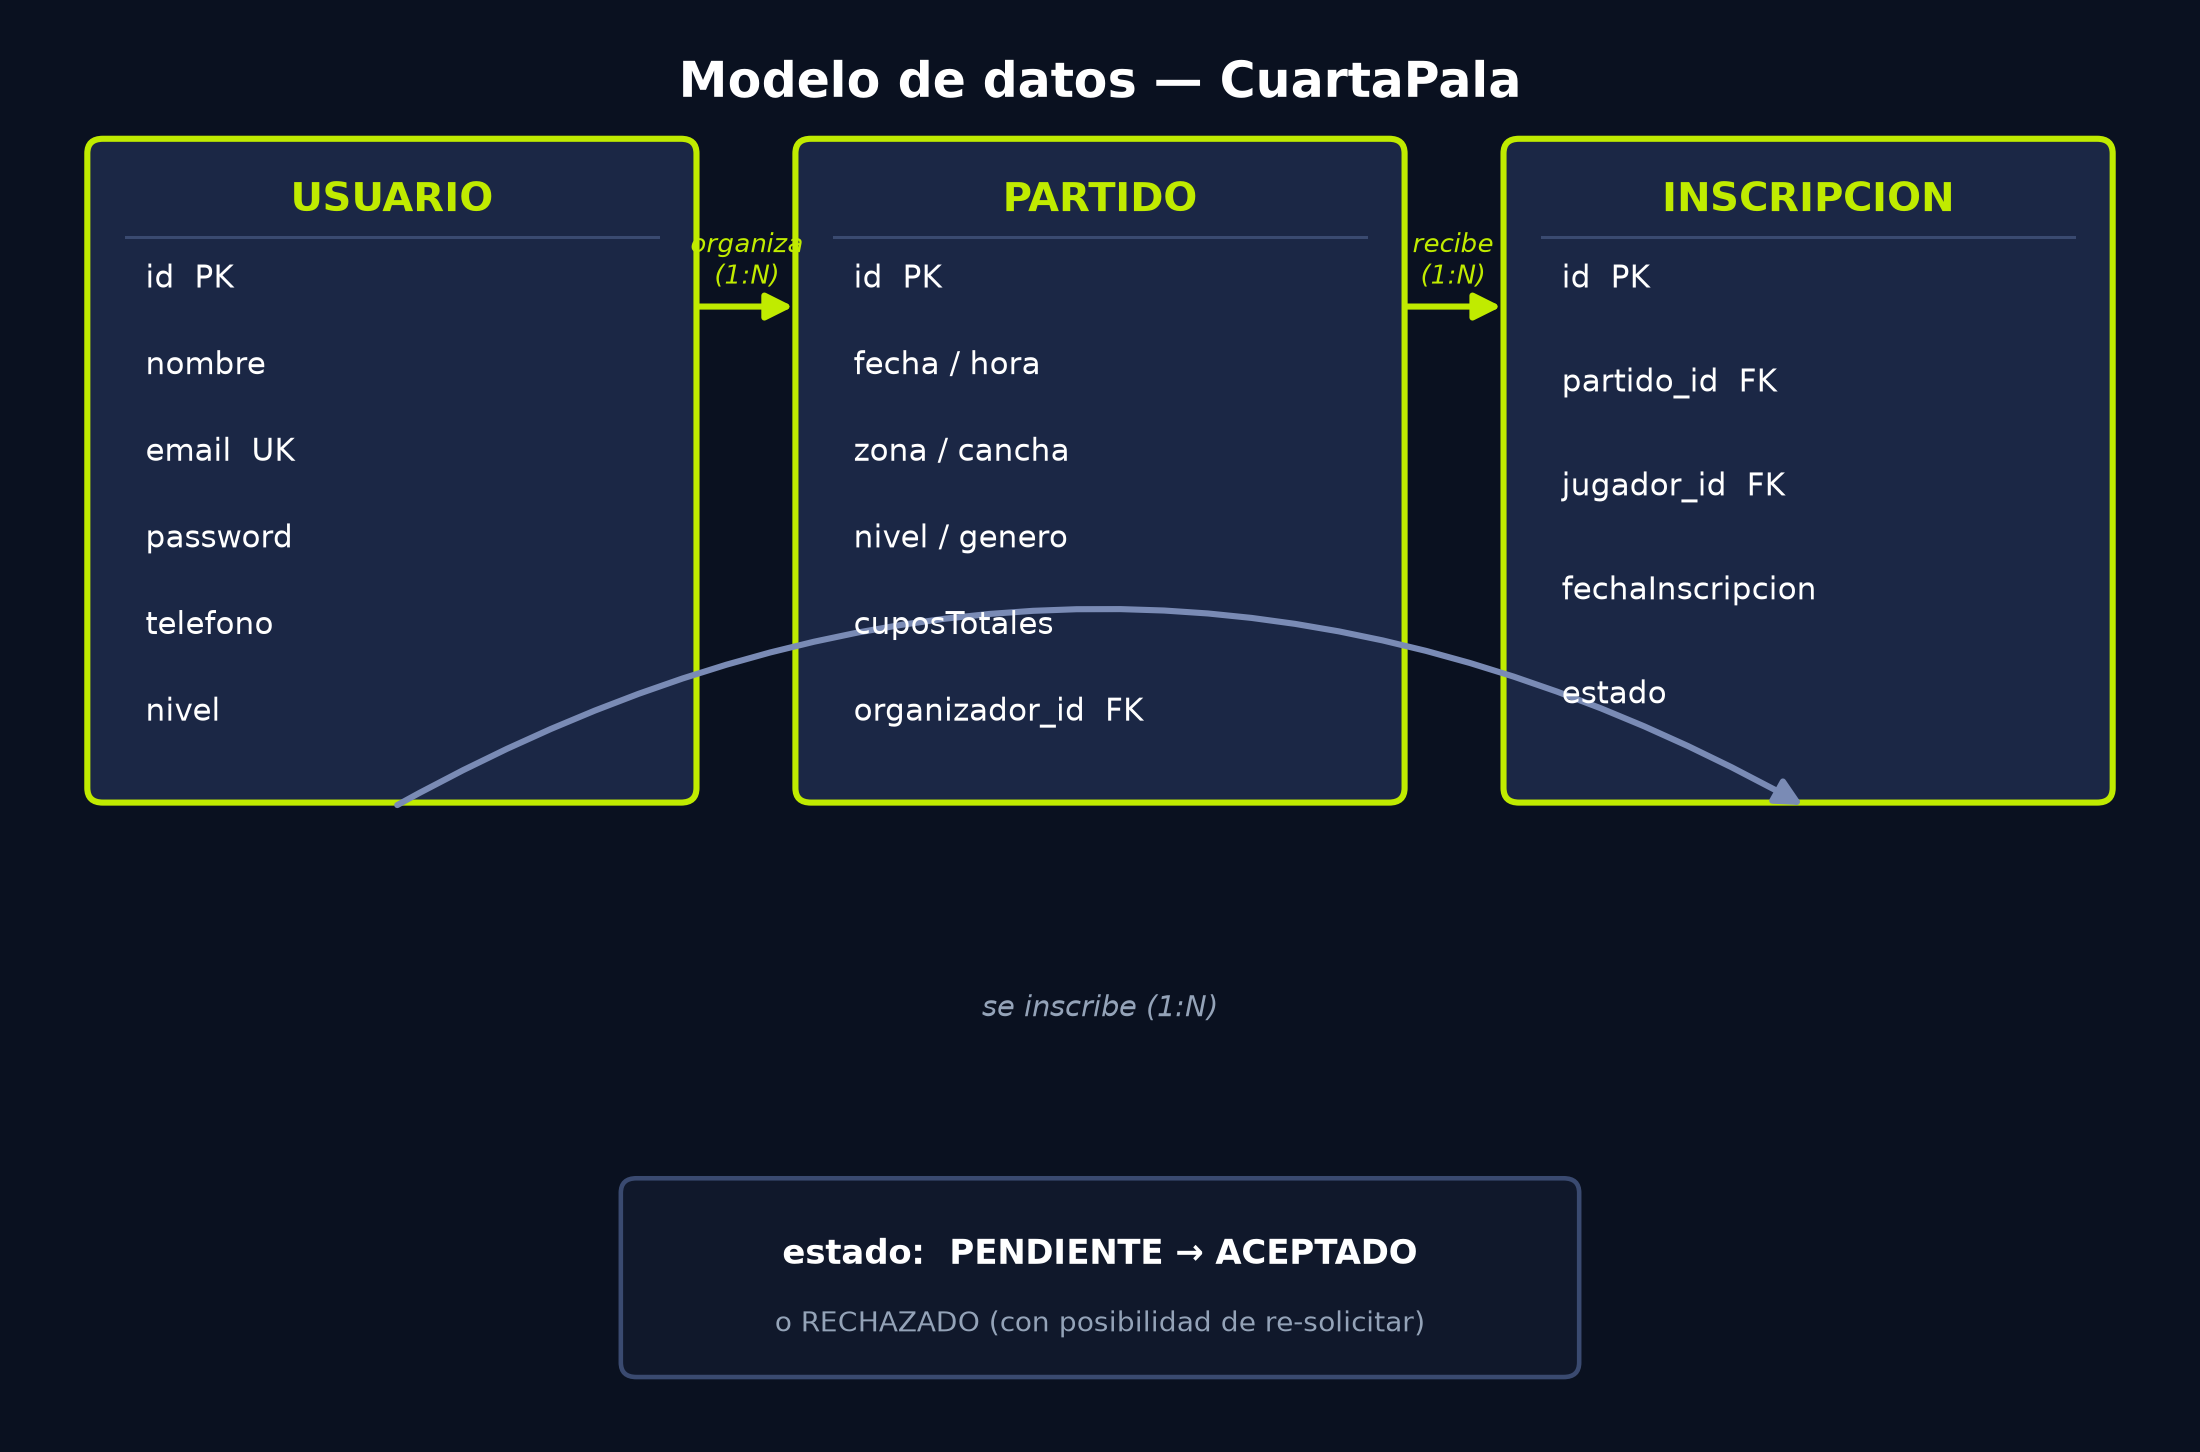 Modelo de datos — CuartaPala
USUARIO
id  PK
nombre
email  UK
password
telefono
nivel
organiza
(1:N)
PARTIDO
id  PK
fecha / hora
zona / cancha
nivel / genero
cuposTotales
organizador_id  FK
recibe
(1:N)
INSCRIPCION
id  PK
partido_id  FK
jugador_id  FK
fechaInscripcion
estado
se inscribe (1:N)
estado:  PENDIENTE → ACEPTADO
o RECHAZADO (con posibilidad de re-solicitar)